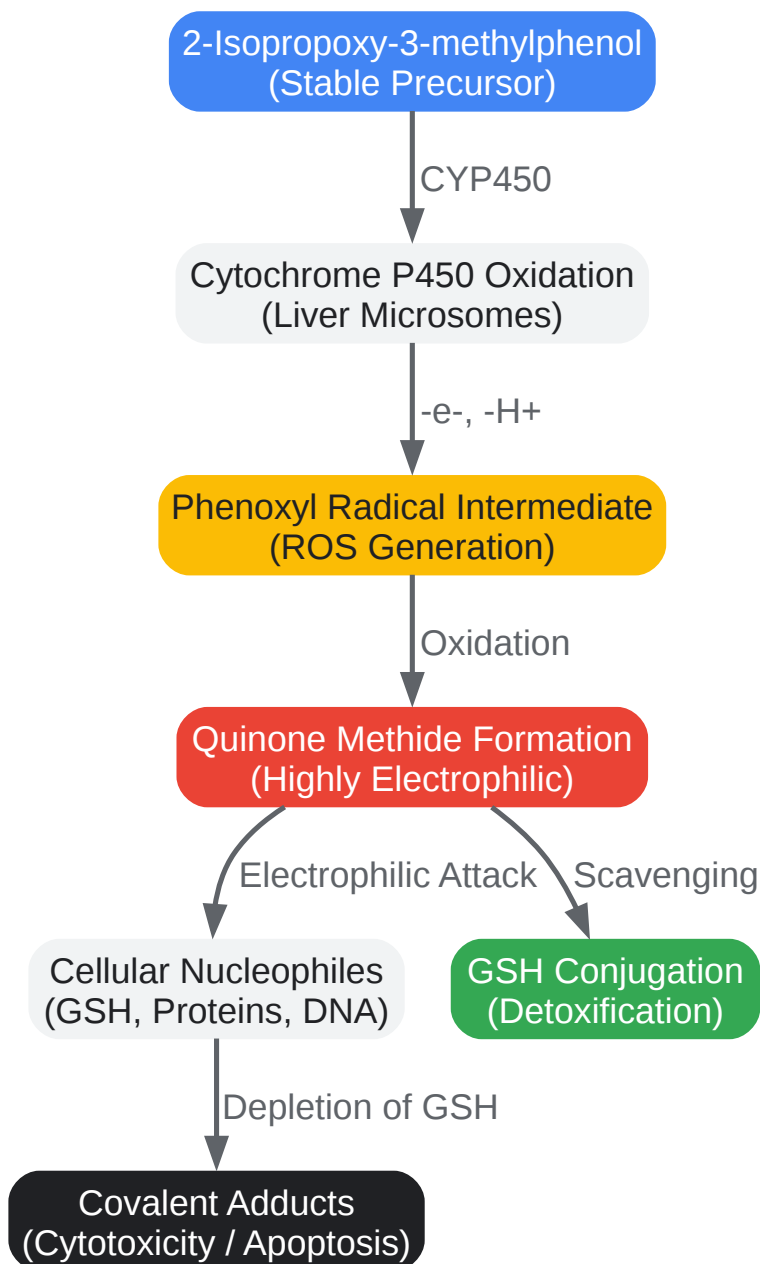 2-Isopropoxy-3-methylphenol
(Stable Precursor)
CYP450
Cytochrome P450 Oxidation
(Liver Microsomes)
-e-, -H+
Phenoxyl Radical Intermediate
(ROS Generation)
Oxidation
Quinone Methide Formation
(Highly Electrophilic)
Electrophilic Attack
Scavenging
Cellular Nucleophiles
(GSH, Proteins, DNA)
GSH Conjugation
(Detoxification)
Depletion of GSH
Covalent Adducts
(Cytotoxicity / Apoptosis)